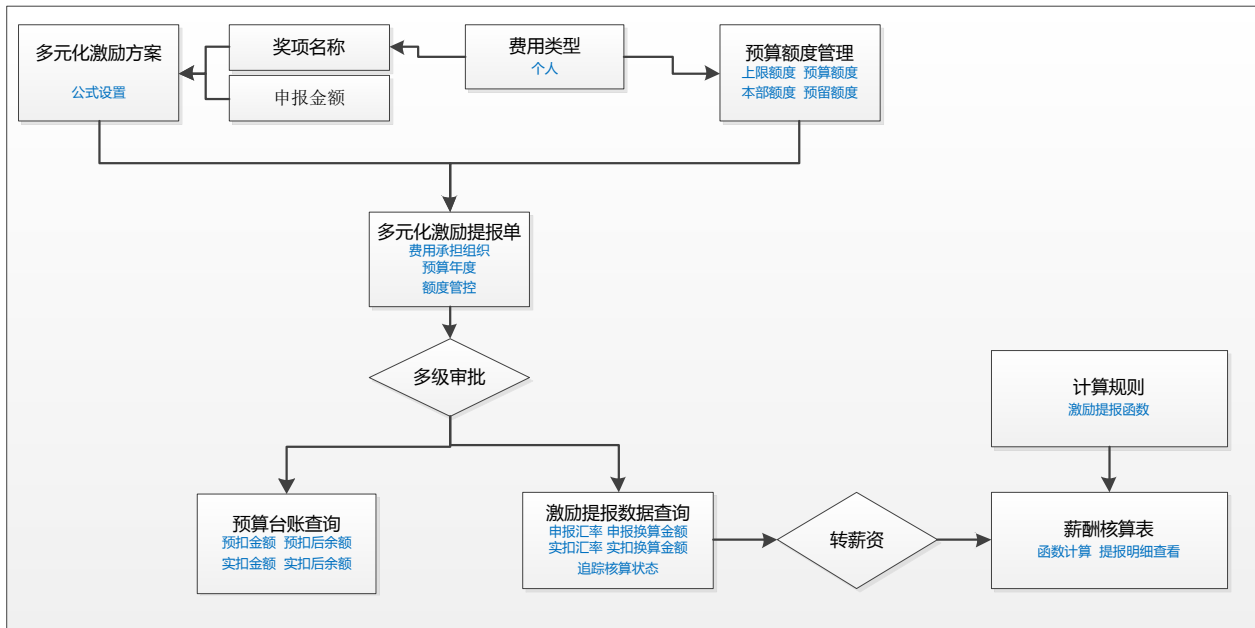 多元化激励方案
公式设置
奖项名称
申报金额
费用类型
个人
预算额度管理
上限额度 预算额度
本部额度 预留额度
多元化激励提报单
费用承担组织
预算年度
额度管控
多级审批
计算规则
激励提报函数
预算台账查询
预扣金额 预扣后余额
实扣金额 实扣后余额
激励提报数据查询
申报汇率 申报换算金额
实扣汇率 实扣换算金额
追踪核算状态
转薪资
薪酬核算表
函数计算 提报明细查看